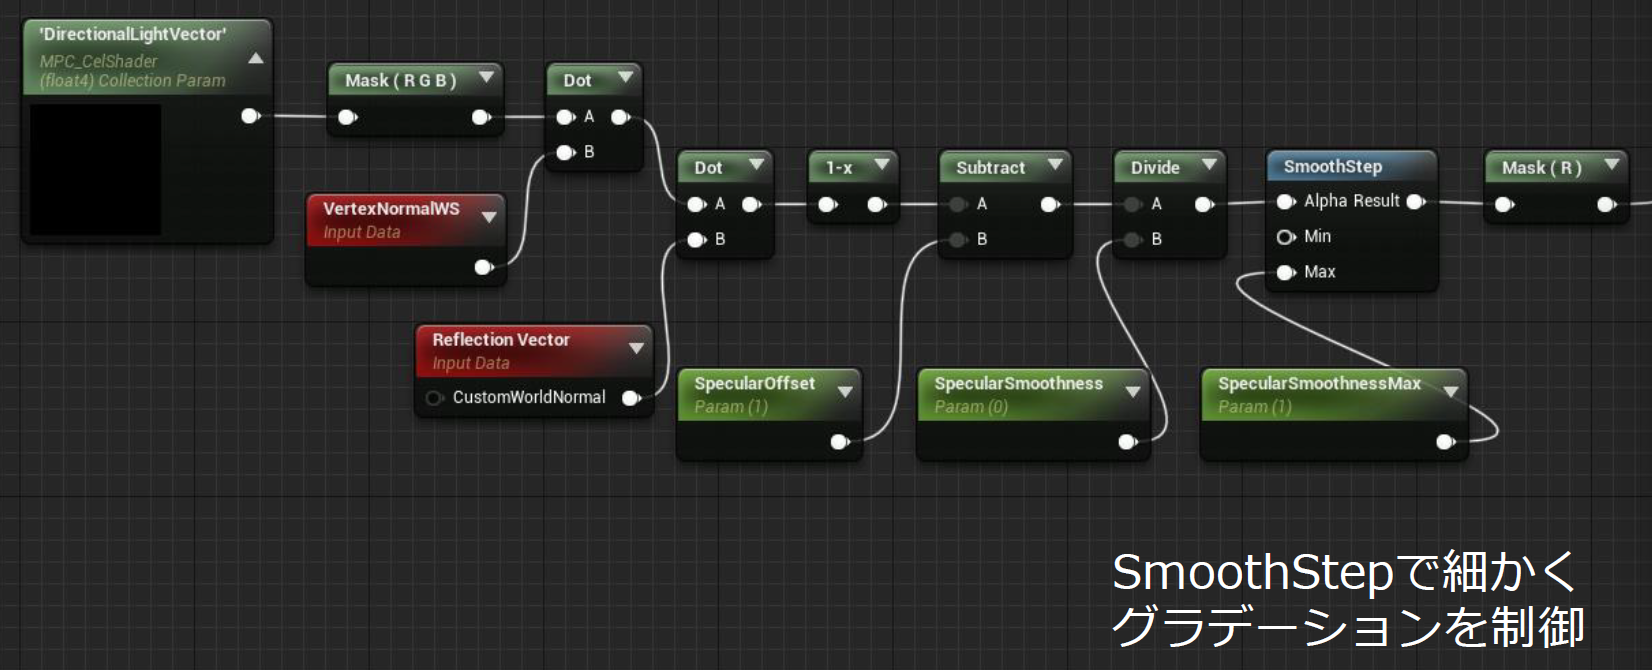 'DirectionalLightVector'
MPC_CelShader
(float4) Collection Param
Mask ( R G B )
Dot
A
B
VertexNormalWS
Input Data
Reflection Vector
Input Data
CustomWorldNormal
Dot
A
B
1-x
Subtract
A
B
Divide
A
B
SmoothStep
Alpha Result
Min
Max
Mask ( R )
SpecularOffset
Param (1)
SpecularSmoothness
Param (0)
SpecularSmoothnessMax
Param (1)
SmoothStepで細かく
グラデーションを制御